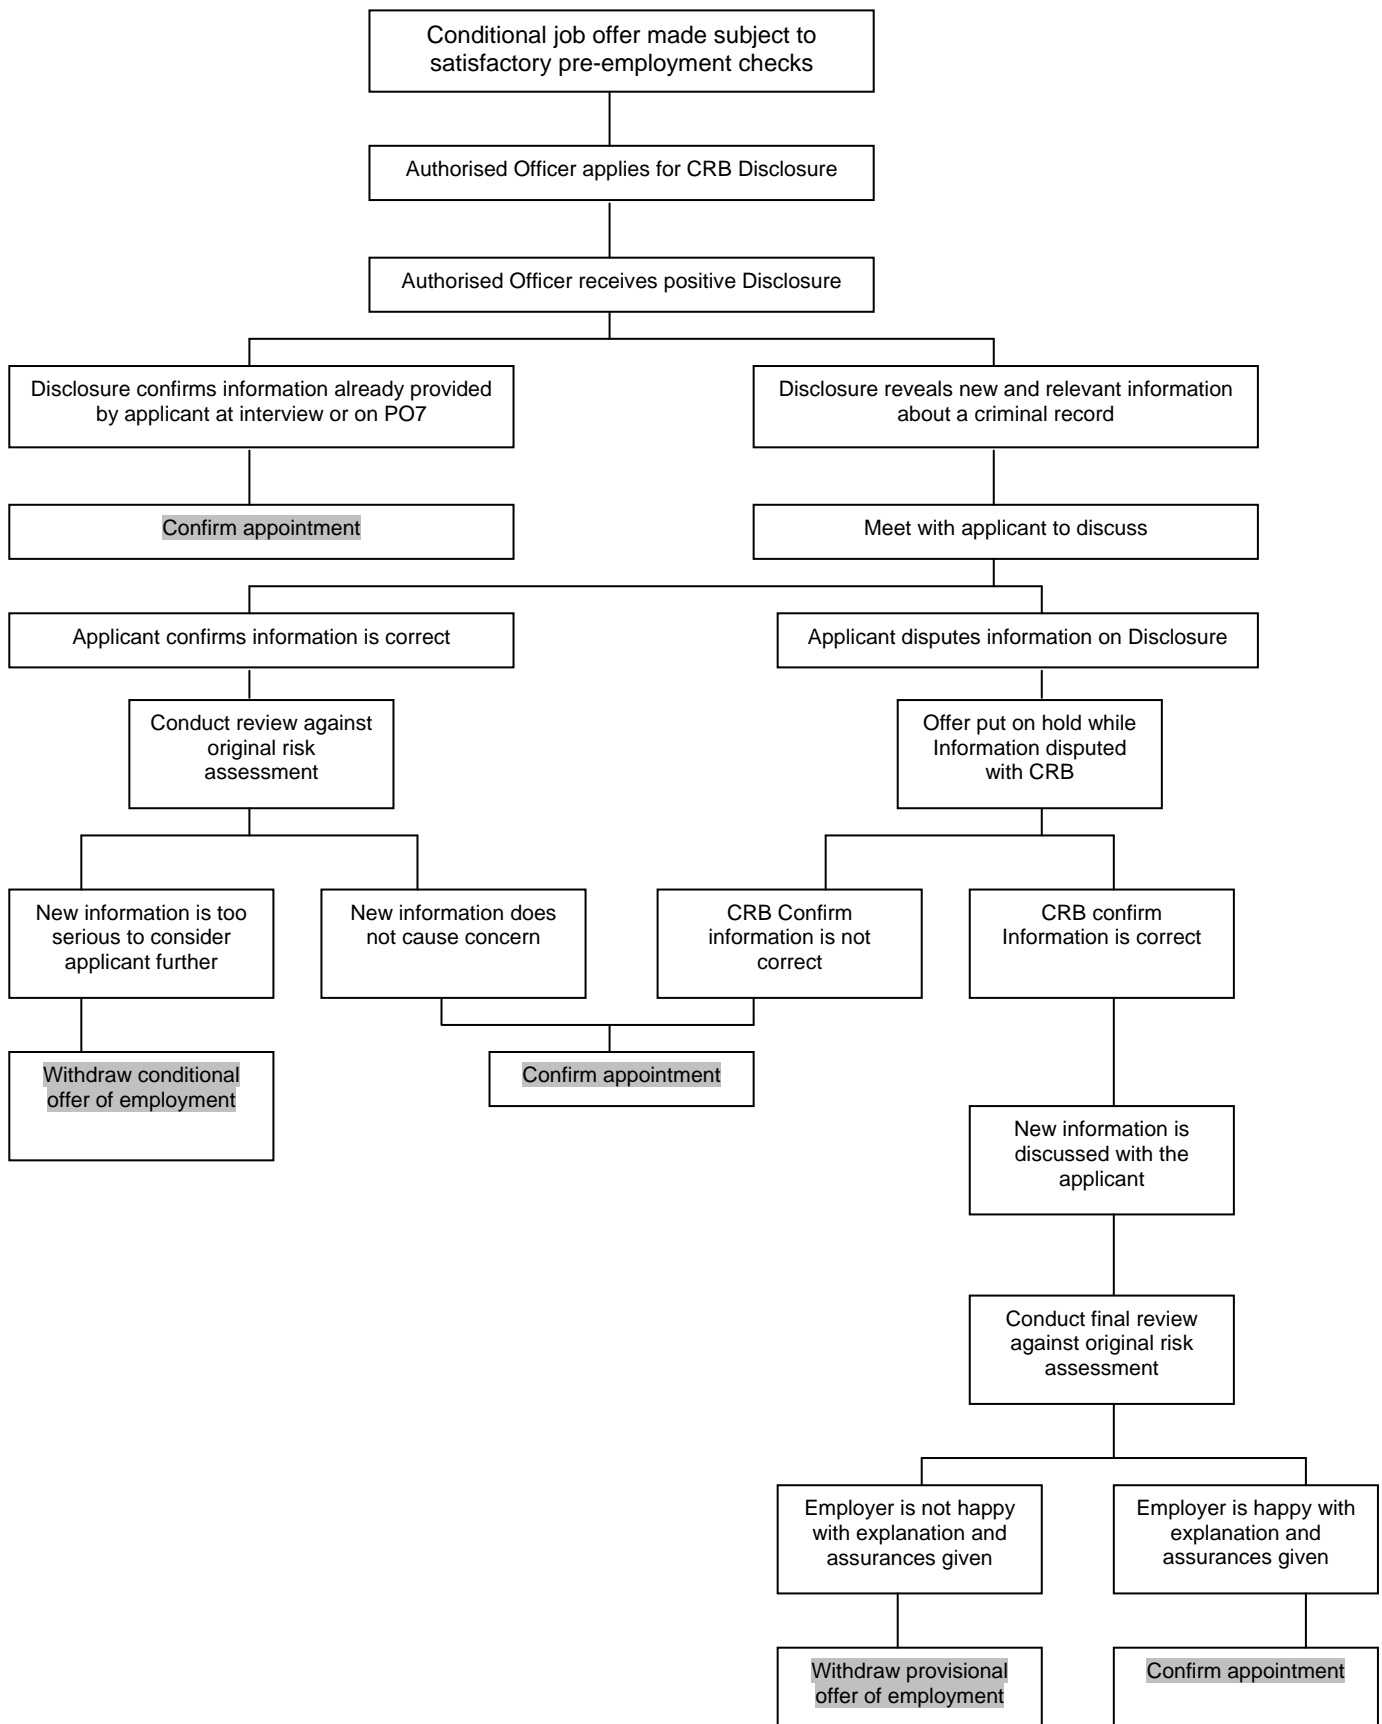 Conditional job offer made subject to
satisfactory pre-employment checks
Authorised Officer applies for CRB Disclosure
Authorised Officer receives positive Disclosure
Disclosure confirms information already provided
by applicant at interview or on PO7
Disclosure reveals new and relevant information
about a criminal record
Confirm appointment
Meet with applicant to discuss
Applicant confirms information is correct
Applicant disputes information on Disclosure
Conduct review against
original risk
assessment
Offer put on hold while
Information disputed
with CRB
New information is too
serious to consider
applicant further
New information does
not cause concern
CRB Confirm
information is not
correct
CRB confirm
Information is correct
Withdraw conditional
offer of employment
Confirm appointment
New information is
discussed with the
applicant
Conduct final review
against original risk
assessment
Employer is not happy
with explanation and
assurances given
Employer is happy with
explanation and
assurances given
Withdraw provisional
offer of employment
Confirm appointment